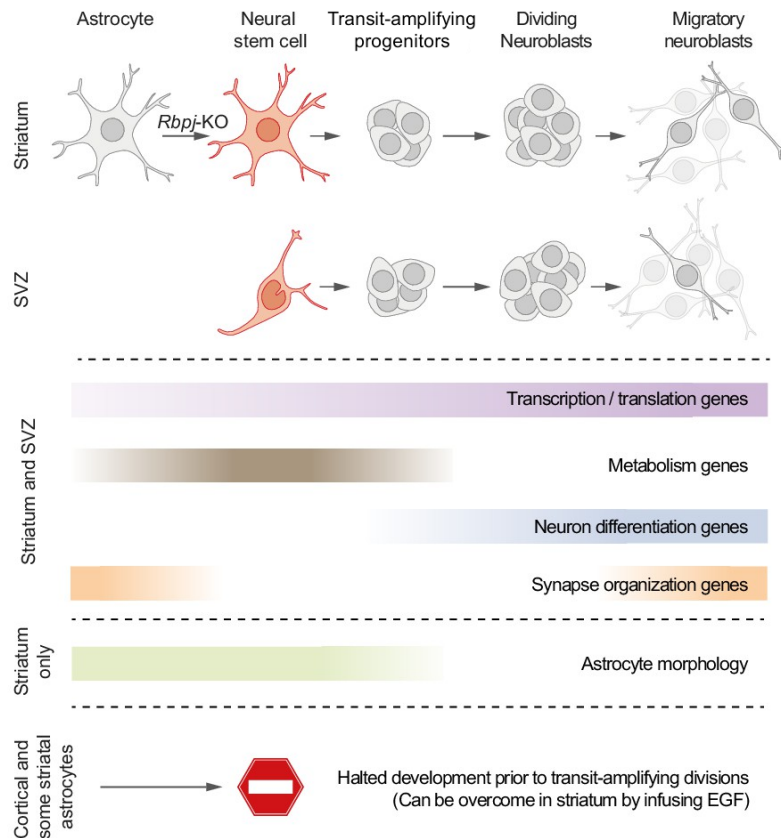 Astrocyte
Neural
stem cell
Transit-amplifying
progenitors
Dividing
Neuroblasts
Migratory
neuroblasts
Striatum
Rbpj-KO
SVZ
Striatum and SVZ
Transcription / translation genes
Metabolism genes
Neuron differentiation genes
Synapse organization genes
Striatum
only
Astrocyte morphology
Cortical and
some striatal
astrocytes
Halted development prior to transit-amplifying divisions
(Can be overcome in striatum by infusing EGF)